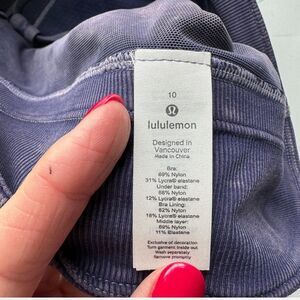 10
lululemon
Designed in
Vancouver
Made in China
Bra:
69% Nylon
31% Lycra® elastane
Under band:
88% Nylon
12% Lycra® elastane
Bra Lining:
82% Nylon
18% Lycra® elastane
Middle layer:
89% Nylon
11% Elastane
Exclusive of decoration
Turn garment inside out
Wash separately
Remove promptly